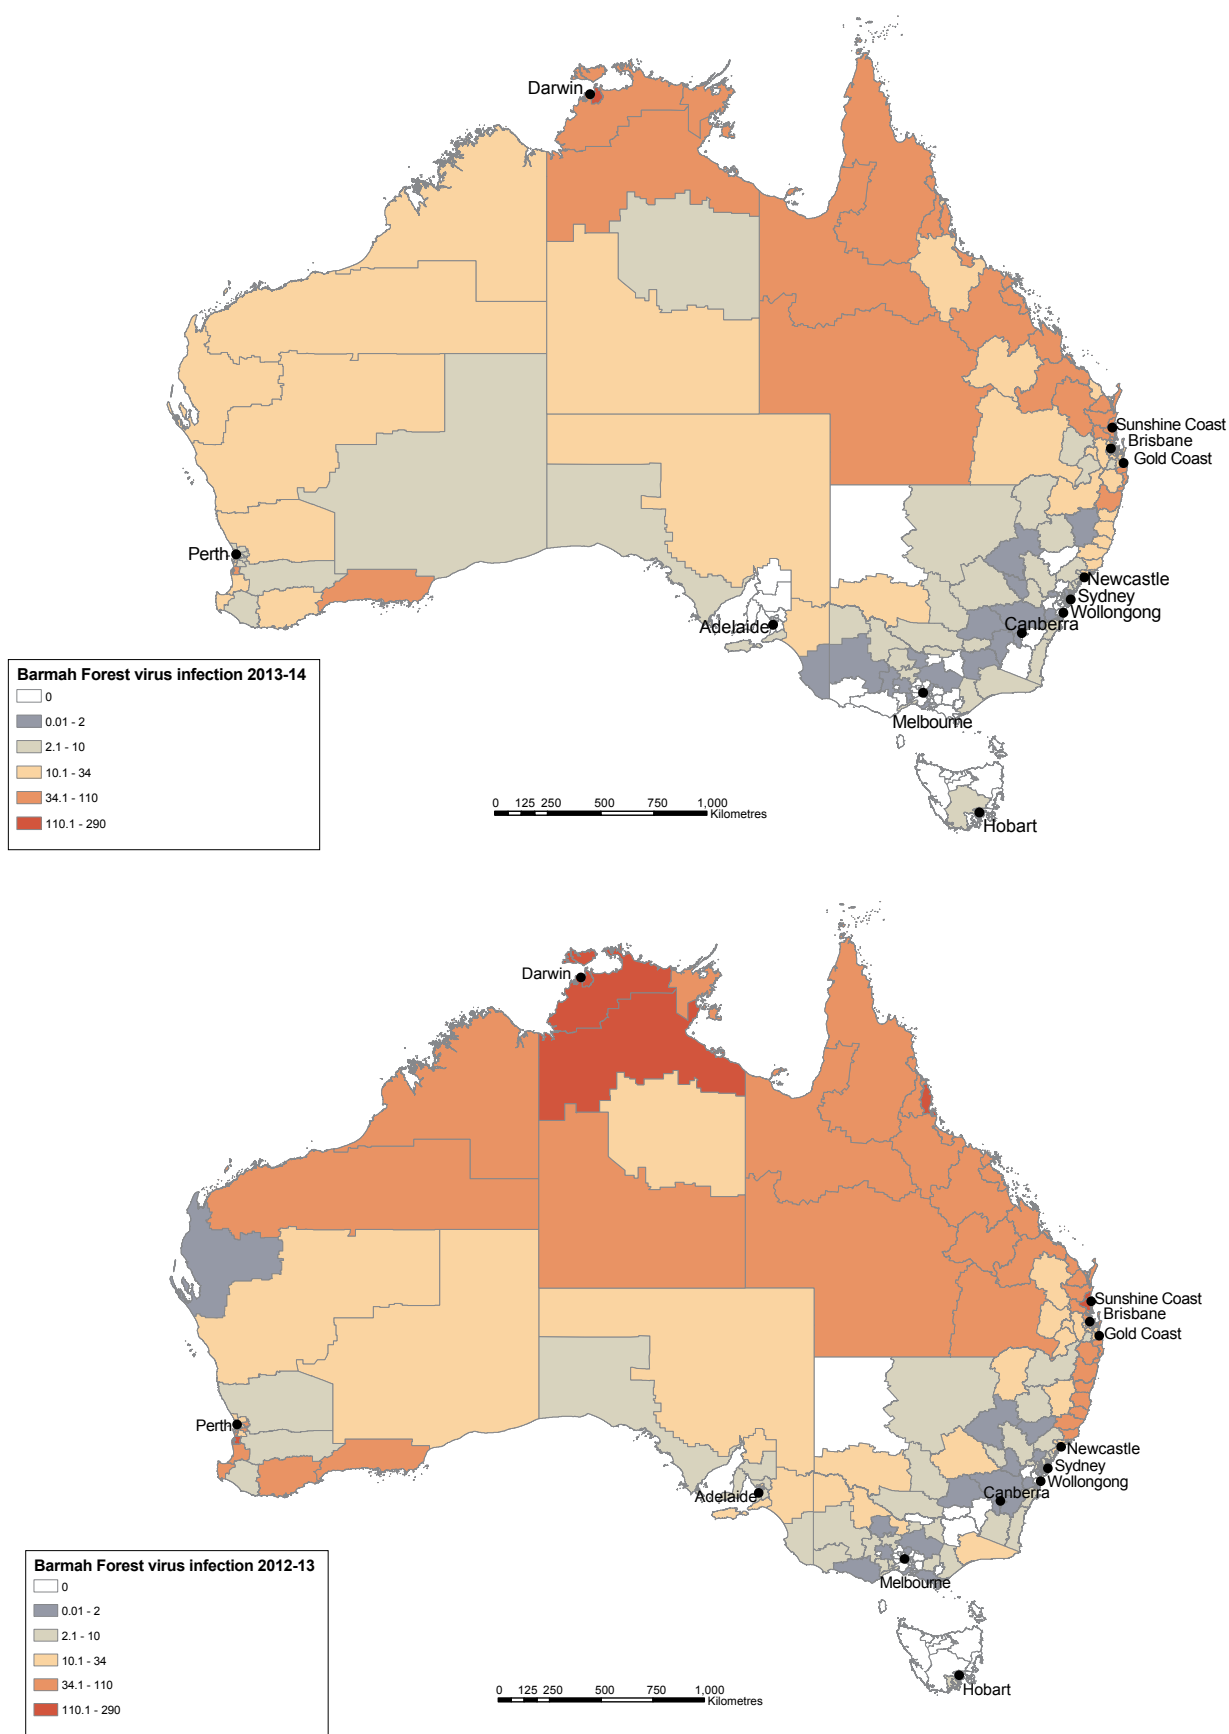 Darwin
Sunshine Coast
Brisbane
Gold Coast
Perth
Newcastle
Sydney
Wollongong
Canberra
Adelaide
Barmah Forest virus infection 2013-14
0
0.01 - 2
2.1 - 10
10.1 - 34
34.1 - 110
110.1 - 290
Melbourne
0 125 250 500 750 1,000
Kilometres
Hobart
Darwin
Sunshine Coast
Brisbane
Gold Coast
Perth
Newcastle
Sydney
Wollongong
Canberra
Adelaide
Barmah Forest virus infection 2012-13
0
0.01 - 2
2.1 - 10
10.1 - 34
34.1 - 110
110.1 - 290
Melbourne
0 125 250 500 750 1,000
Kilometres
Hobart